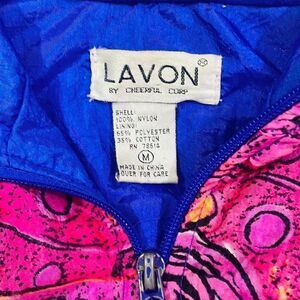 LAVON
BY CHEERFUL CORP
SHELL:
100% NYLON
LINING:
65% POLYESTER
35% COTTON
M
MADE IN CHINA
OVER FOR CARE